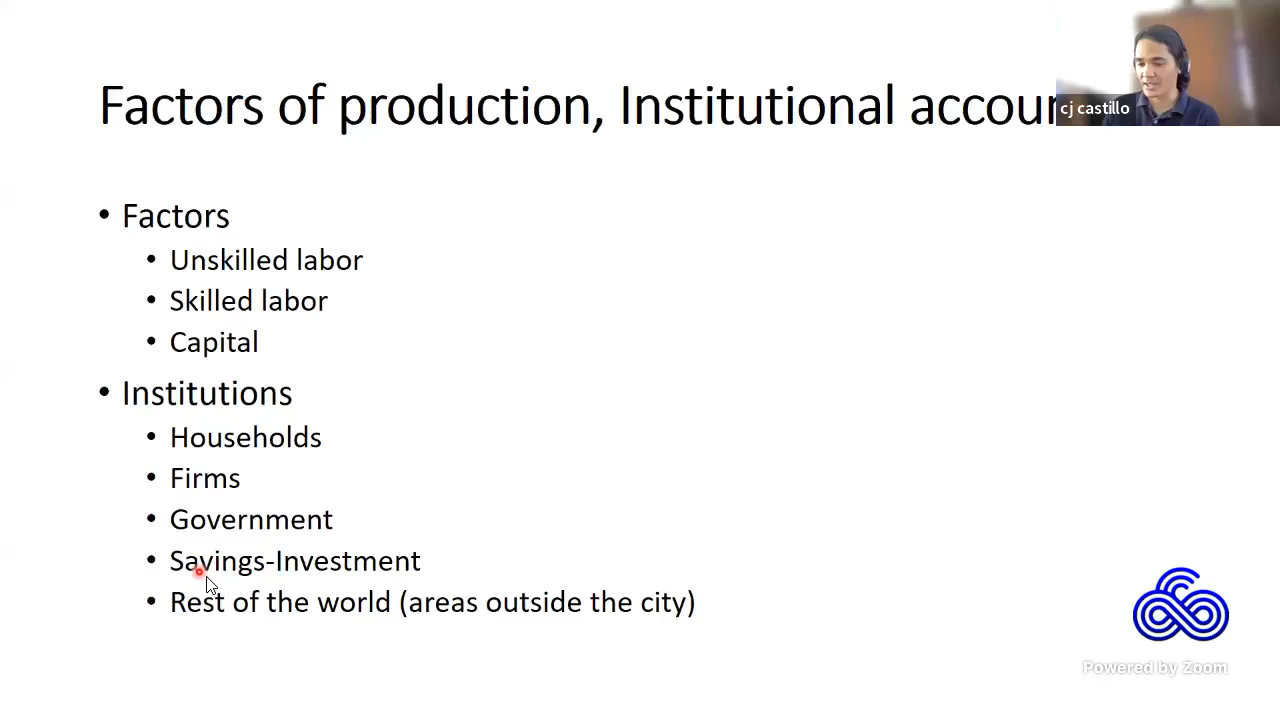 Factors of production, Institutional accoun
cj castillo
• Factors
• Unskilled labor
• Skilled labor
• Capital
• Institutions
• Households
• Firms
• Government
• Savings-Investment
• Rest of the world (areas outside the city)
Powered by Zoom